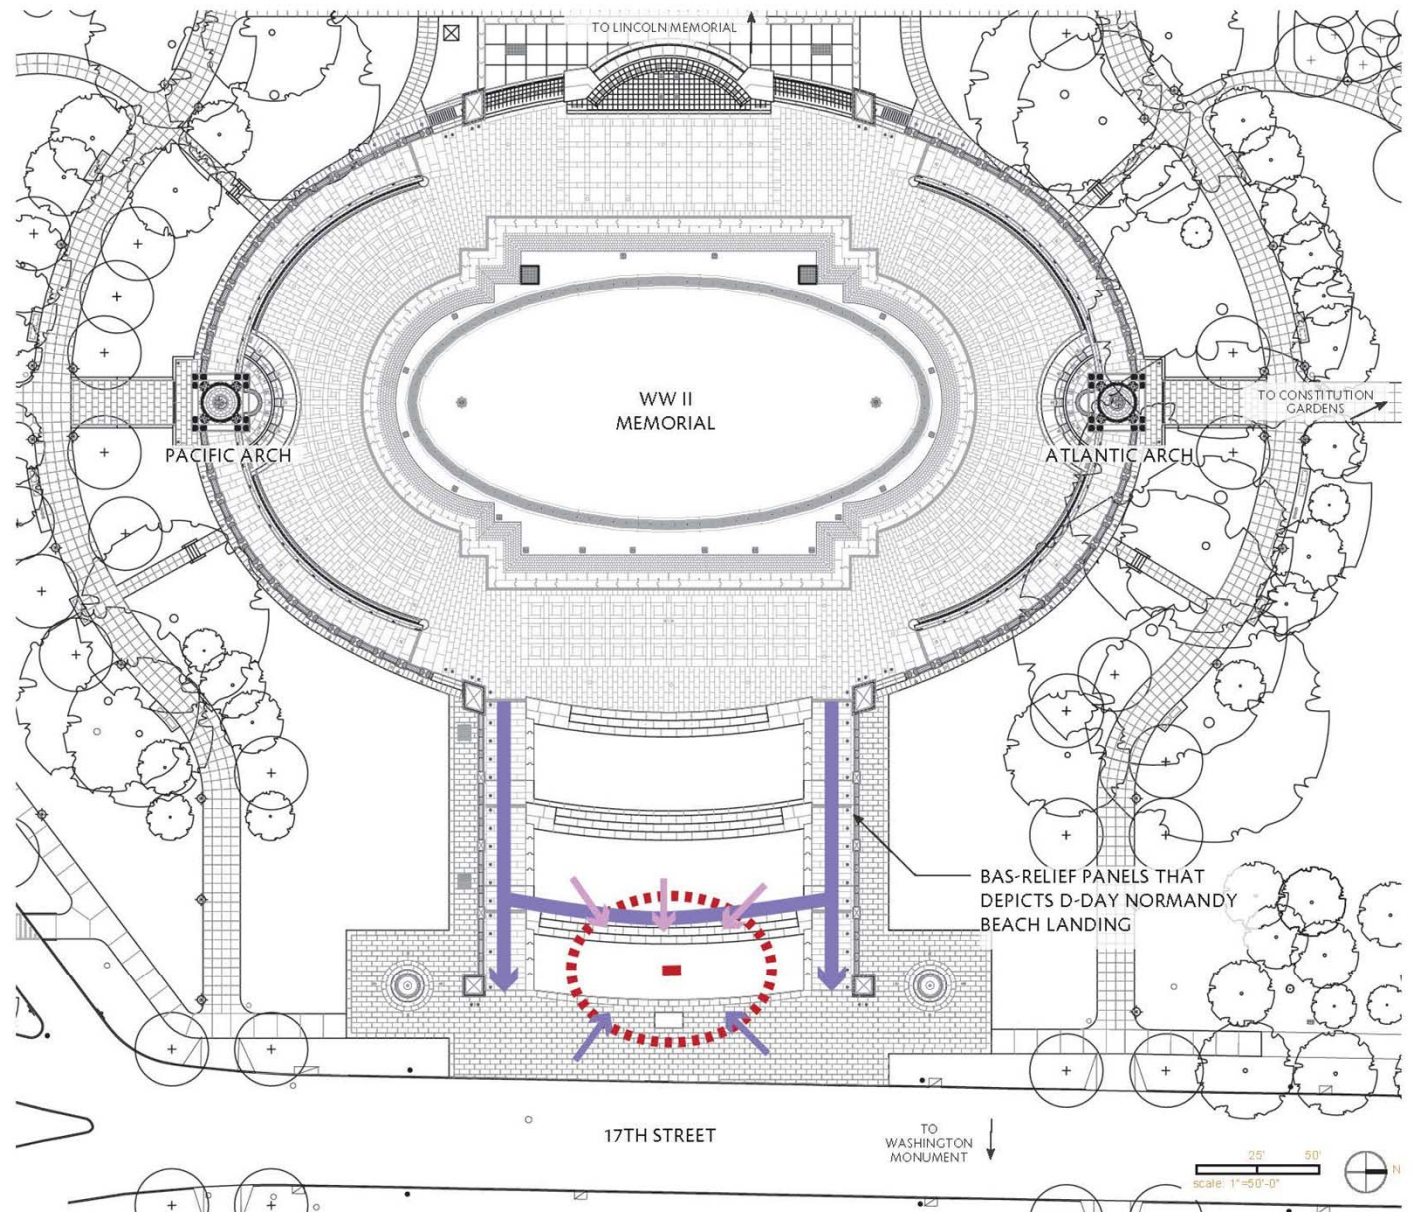 TO LINCOLN MEMORIAL
WW II
MEMORIAL
TO CONSTITUTION
GARDENS
PACIFIC ARCH
ATLANTIC ARCH
BAS-RELIEF PANELS THAT
DEPICTS D-DAY NORMANDY
BEACH LANDING
17TH STREET
TO
WASHINGTON
MONUMENT
25' 50'
scale: 1"=50'-0"
N